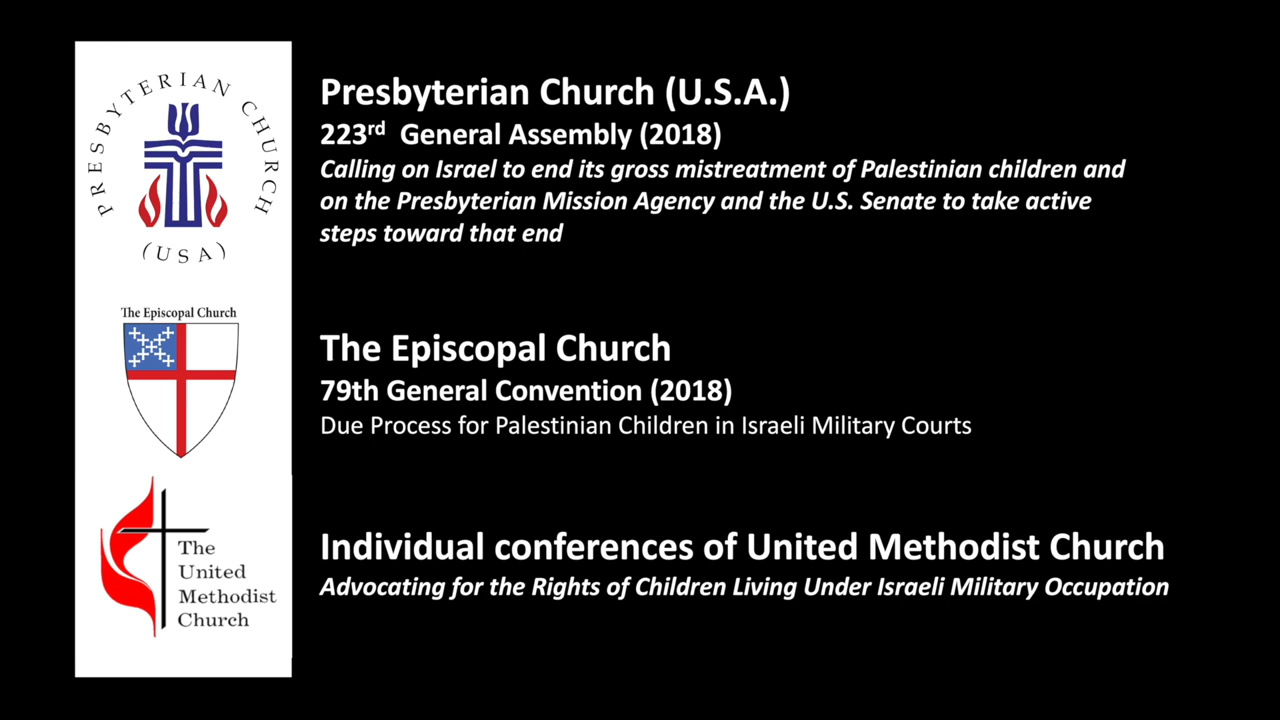 PRESBYTERIAN CHURCH
(USA)
Presbyterian Church (U.S.A.)
223rd General Assembly (2018)
Calling on Israel to end its gross mistreatment of Palestinian children and
on the Presbyterian Mission Agency and the U.S. Senate to take active
steps toward that end
The Episcopal Church
The Episcopal Church
79th General Convention (2018)
Due Process for Palestinian Children in Israeli Military Courts
The
United
Methodist
Church
Individual conferences of United Methodist Church
Advocating for the Rights of Children Living Under Israeli Military Occupation